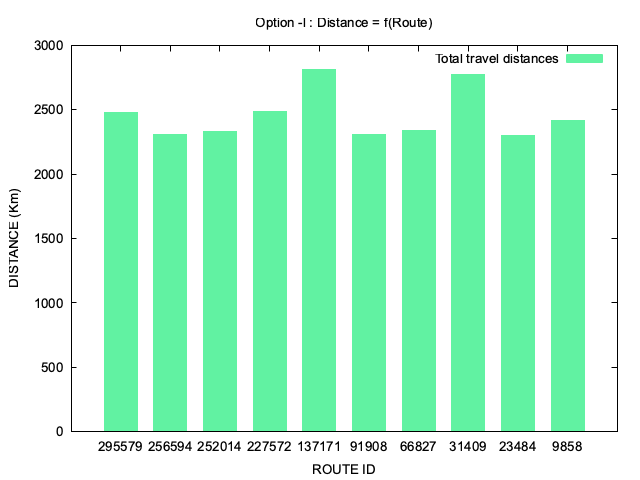 Option -l : Distance = f(Route)
Total travel distances
3000
2500
2000
1500
1000
500
0
DISTANCE (Km)
295579 256594 252014 227572 137171 91908 66827 31409 23484 9858
ROUTE ID